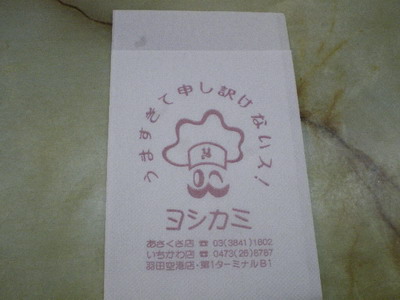 うますぎて申し訳けないス!
ヨシカミ
あさくさ店 ☎ 03(3841)1802
いちかわ店 ☎ 0473(26)6787
羽田空港店・第1ターミナルB1